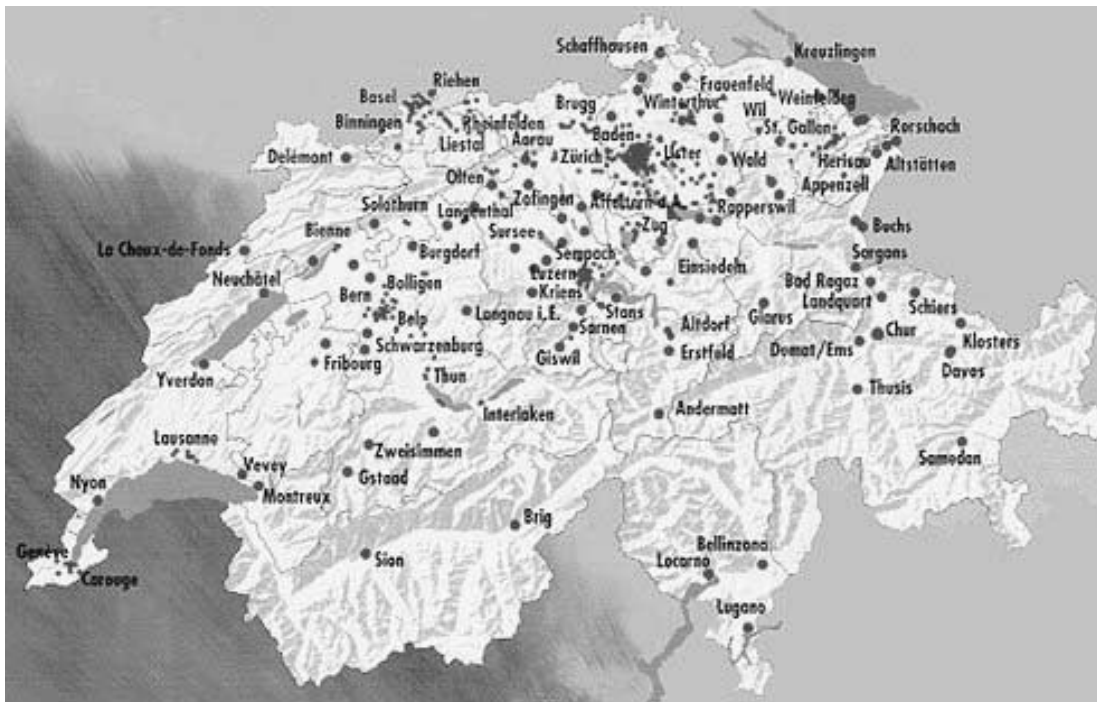 Schaffhausen
Kreuzlingen
Riehen
Frauenfeld
Basel
Weinfelden
Brugg
Winterthur
Wil
Binningen
Rheinfelden
St. Gallen
Rorschach
Liestal
Aarau
Baden
Delémont
Zürich
Uster
Wald
Herisau
Altstätten
Olten
Appenzell
Zofingen
Affoltern a.A.
Solothurn
Langenthal
Rapperswil
Bienne
Sursee
Zug
Buchs
La Chaux-de-Fonds
Burgdorf
Sempach
Sargans
Neuchâtel
Bolligen
Luzern
Einsiedeln
Bad Ragaz
Bern
Kriens
Landquart
Schiers
Belp
Langnau i.E.
Stans
Glarus
Sarnen
Altdorf
Chur
Klosters
Schwarzenburg
Giswil
Erstfeld
Domat/Ems
Fribourg
Davos
Yverdon
Thun
Thusis
Interlaken
Andermatt
Lausanne
Zweisimmen
Samedan
Vevey
Gstaad
Nyon
Montreux
Brig
Genève
Sion
Bellinzona
Carouge
Locarno
Lugano